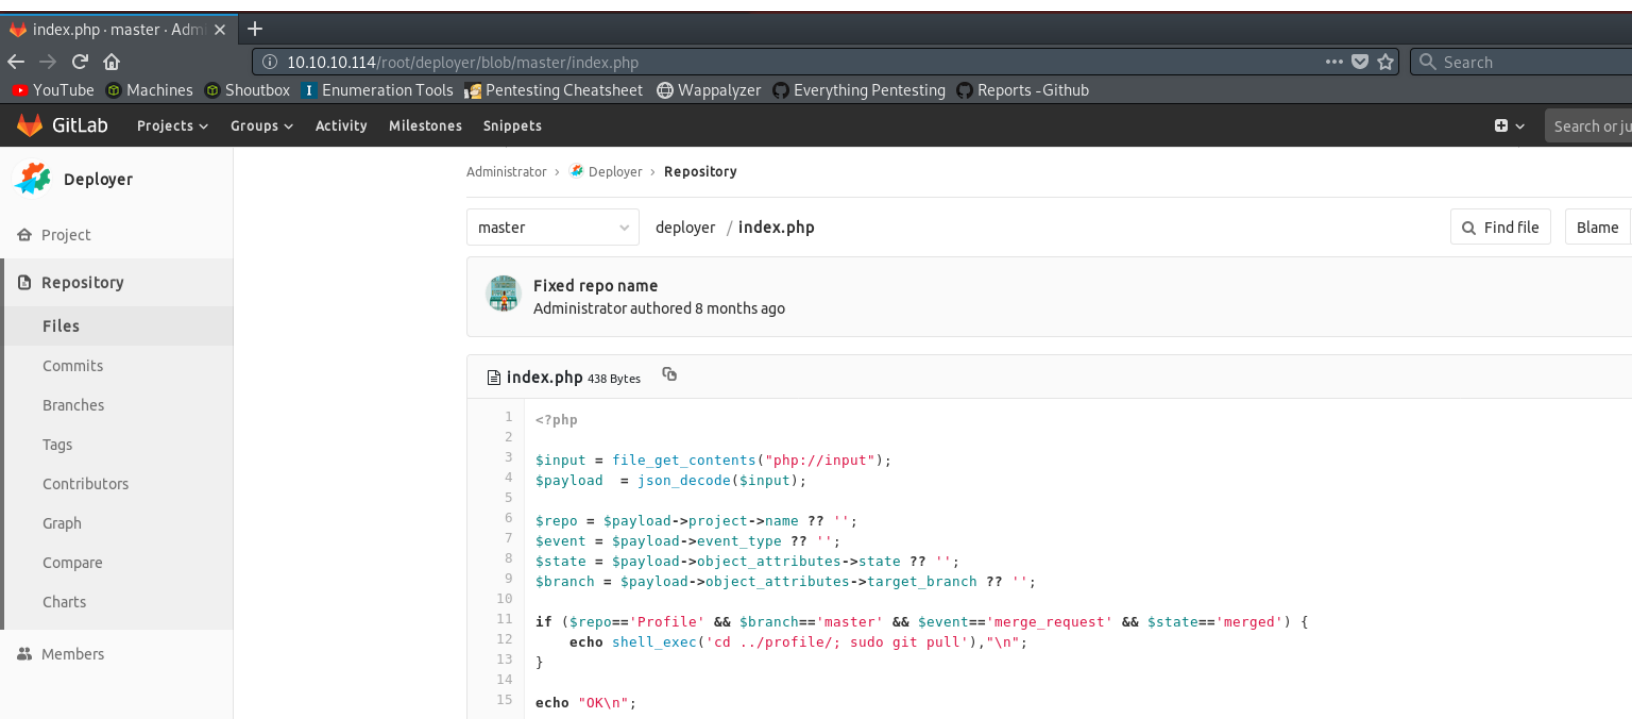 index.php · master · Admi
10.10.10.114/root/deployer/blob/master/index.php
Search
YouTube Machines Shoutbox Enumeration Tools Pentesting Cheatsheet Wappalyzer Everything Pentesting Reports - Github
GitLab Projects Groups Activity Milestones Snippets
Search or ju
Deployer
Project
Repository
Files
Commits
Branches
Tags
Contributors
Graph
Compare
Charts
Members
Administrator › Deployer › Repository
master deployer / index.php
Find file Blame
Fixed repo name
Administrator authored 8 months ago
index.php 438 Bytes
1 <?php
2
3 $input = file_get_contents("php://input");
4 $payload  = json_decode($input);
5
6 $repo = $payload->project->name ?? '';
7 $event = $payload->event_type ?? '';
8 $state = $payload->object_attributes->state ?? '';
9 $branch = $payload->object_attributes->target_branch ?? '';
10
11 if ($repo=='Profile' && $branch=='master' && $event=='merge_request' && $state=='merged') {
12     echo shell_exec('cd ../profile/; sudo git pull'),"\n";
13 }
14
15 echo "OK\n";